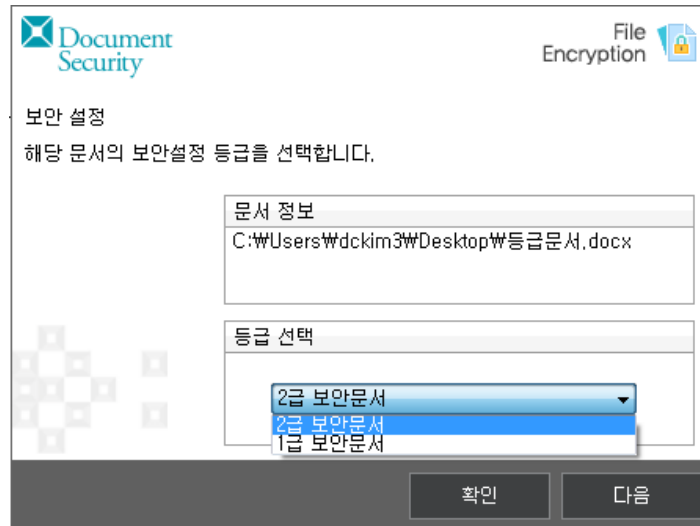 Document
Security
File
Encryption
보안 설정
해당 문서의 보안설정 등급을 선택합니다.
문서 정보
C:₩Users₩dckim3₩Desktop₩등급문서.docx
등급 선택
2급 보안문서
2급 보안문서
1급 보안문서
확인
다음